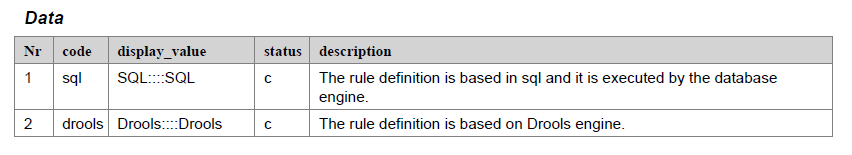 Data
Nr code display_value status description
1 sql SQL::::SQL c The rule definition is based in sql and it is executed by the database
engine.
2 drools Drools::::Drools c The rule definition is based on Drools engine.